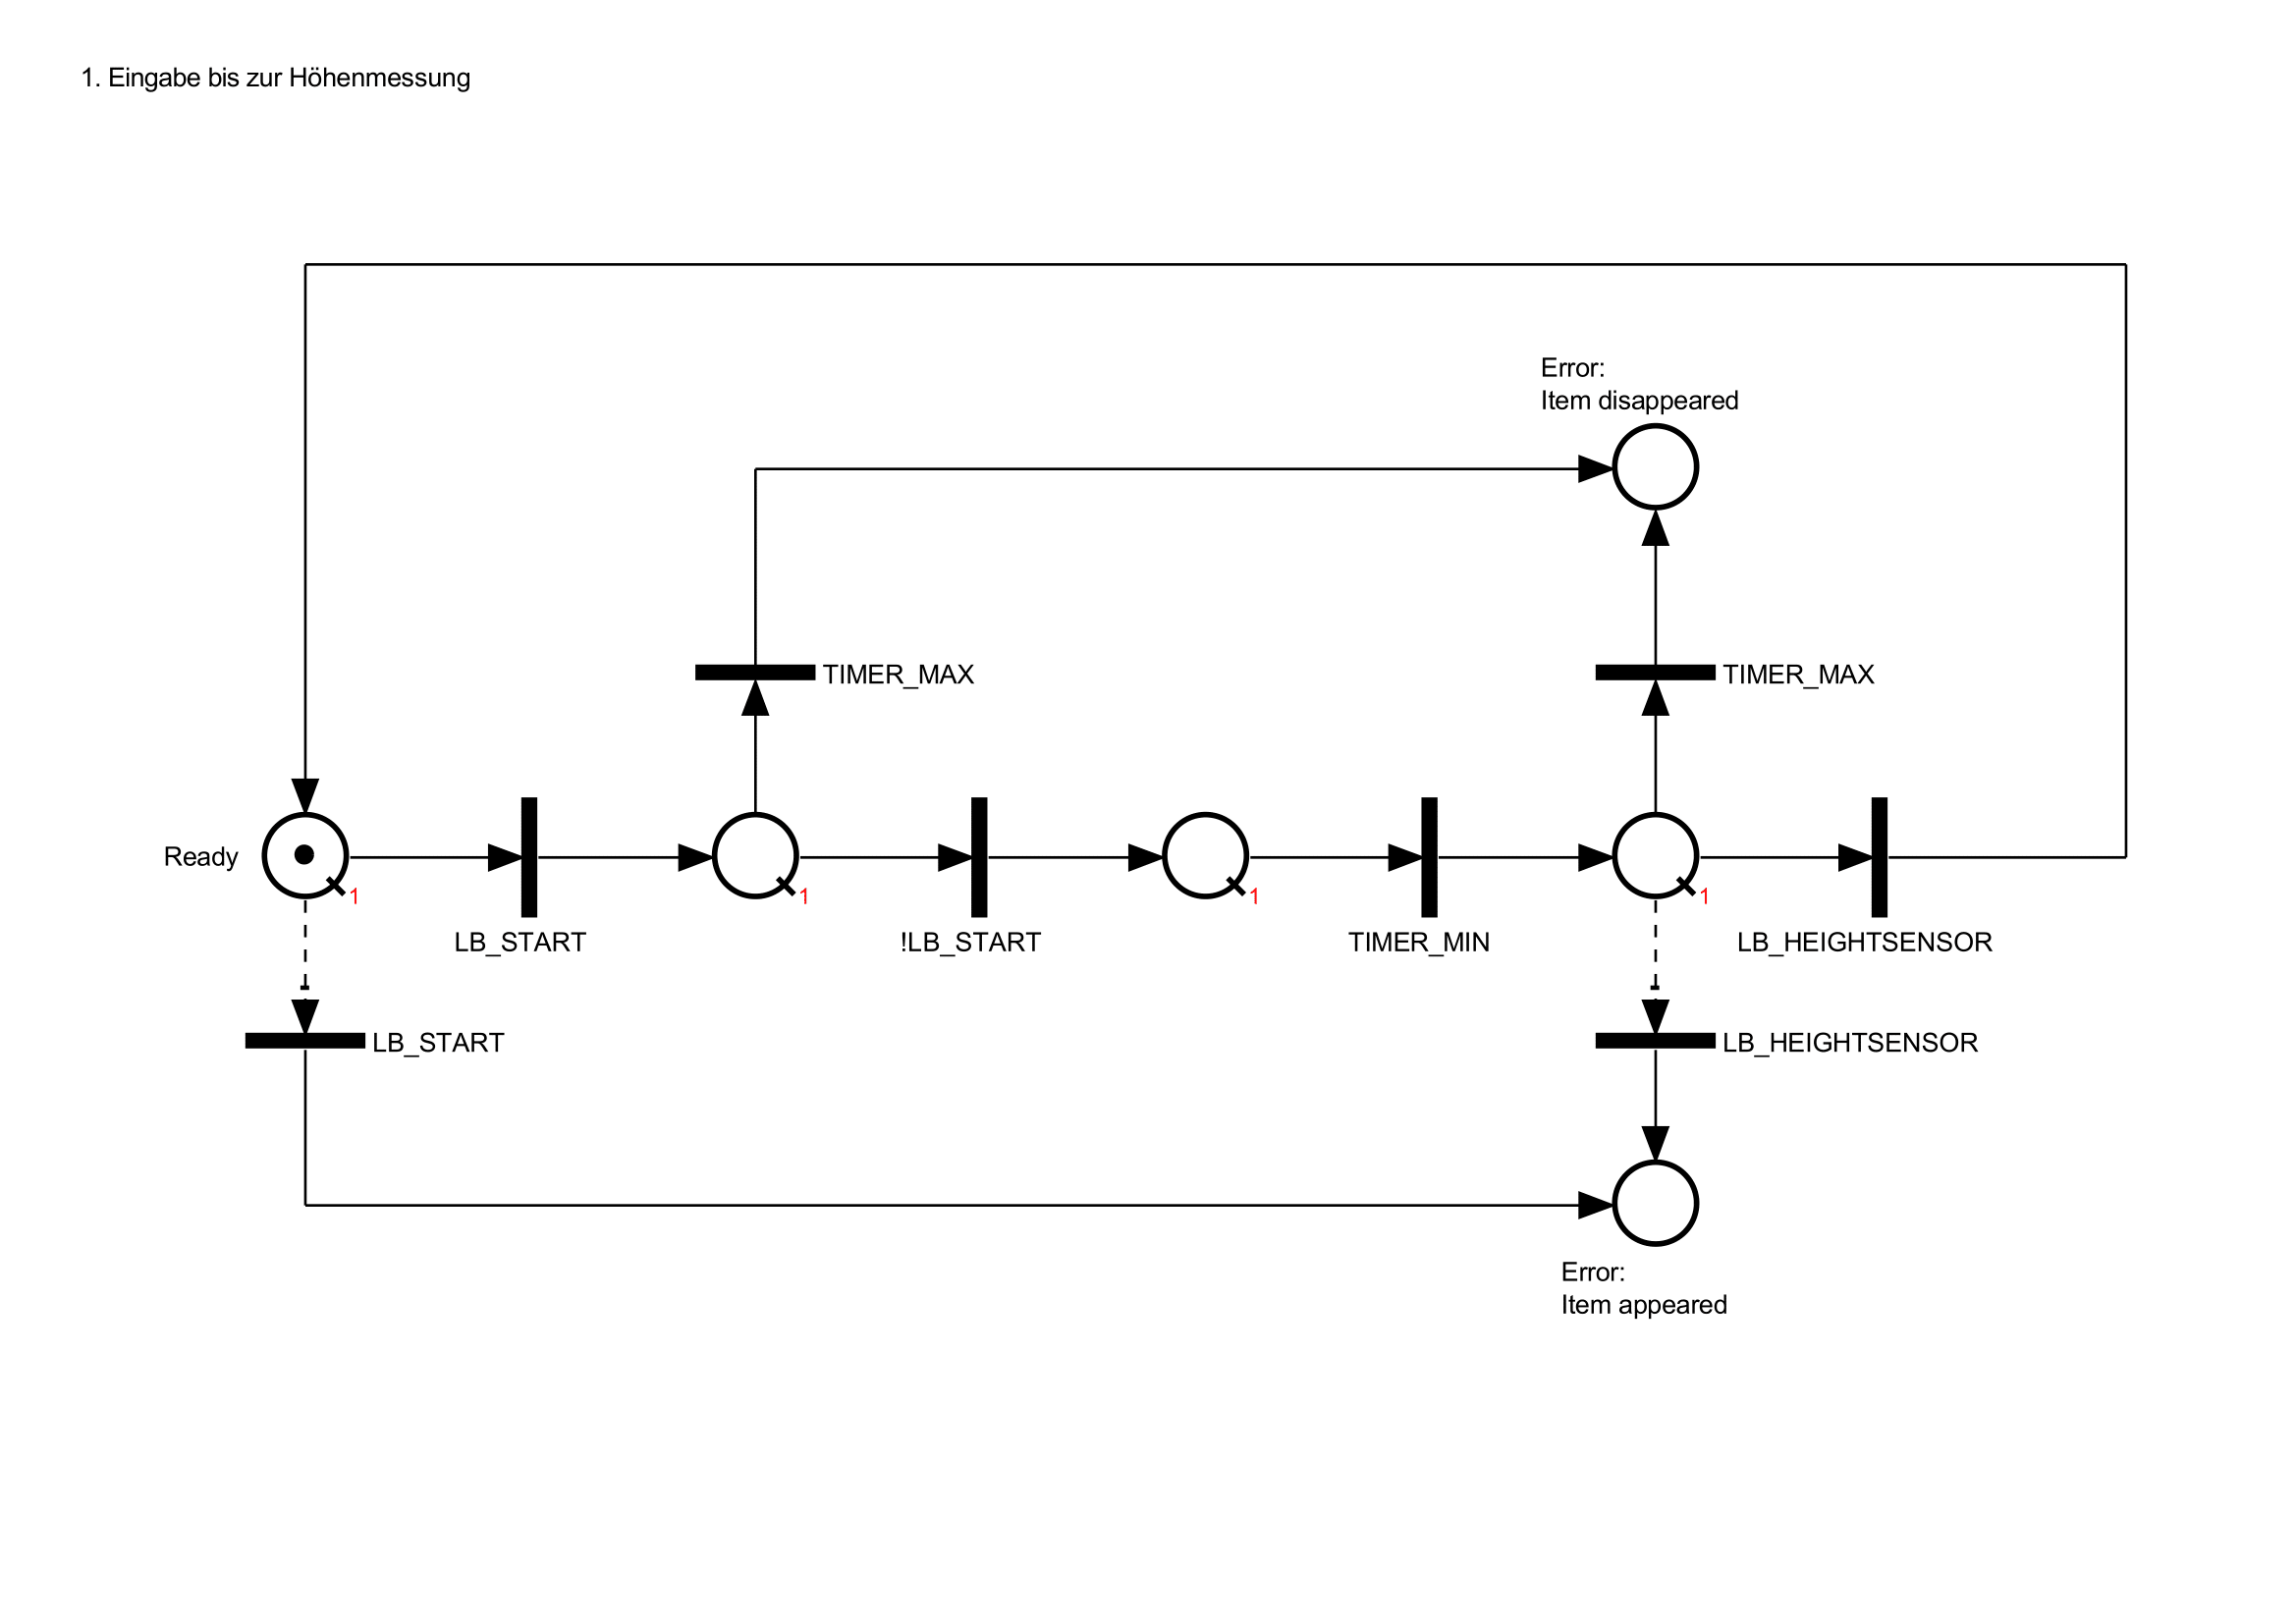 1. Eingabe bis zur Höhenmessung
Error:
Item disappeared
TIMER_MAX
TIMER_MAX
Ready
1
1
1
1
LB_START
!LB_START
TIMER_MIN
LB_HEIGHTSENSOR
LB_START
LB_HEIGHTSENSOR
Error:
Item appeared